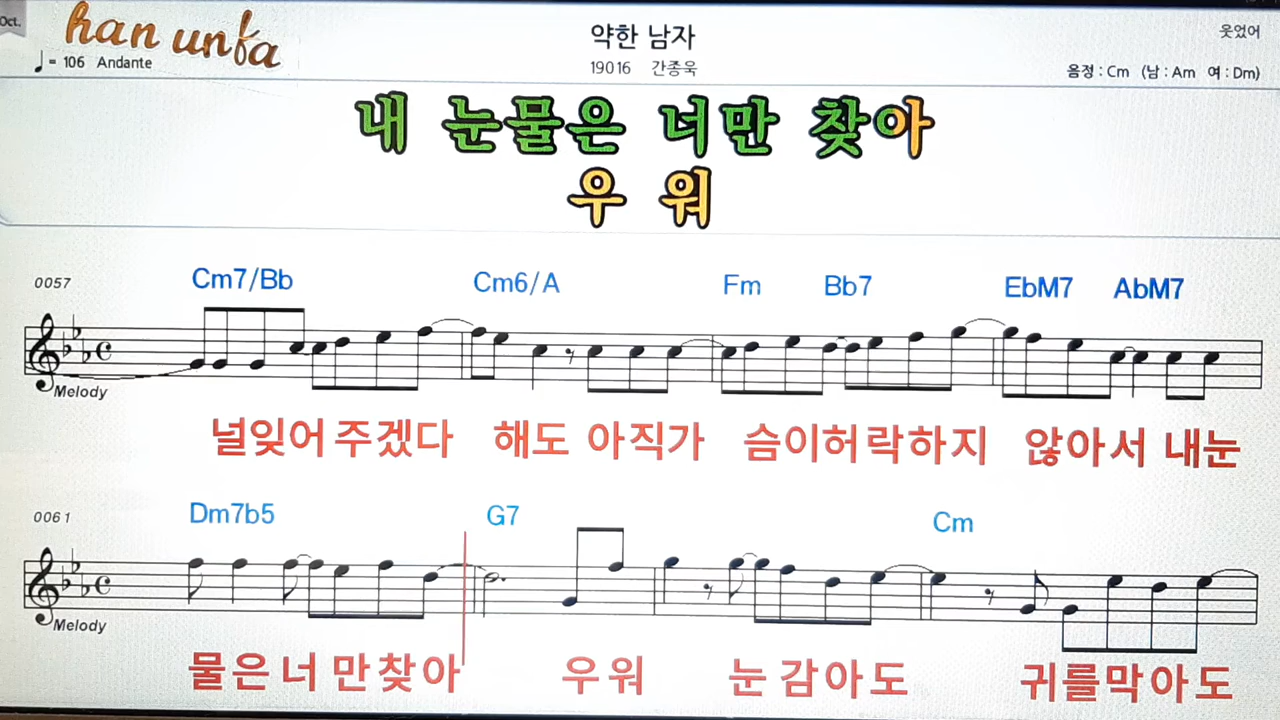 Oct.
han unfa
♩= 106 Andante
약한 남자
19016 간종욱
웃었어
음정 : Cm (남 : Am 여 : Dm)
내 눈물은 너만 찾아
우 워
0057
Cm7/Bb Cm6/A Fm Bb7 EbM7 AbM7
Melody
널잊어 주겠다 해도 아직가 슴이허락하지 않아서 내눈
0061
Dm7b5 G7 Cm
Melody
물은너 만찾아 우워 눈감아도 귀를막아도